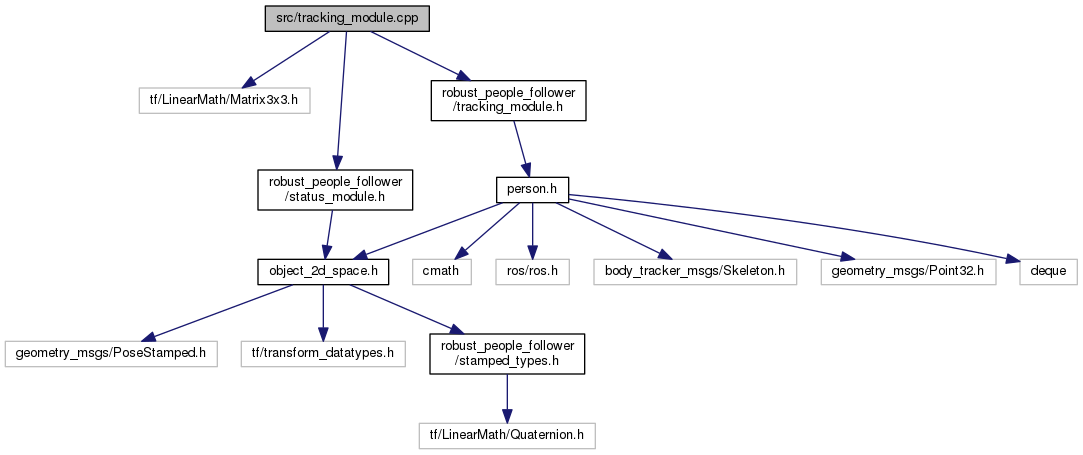 src/tracking_module.cpp
tf/LinearMath/Matrix3x3.h
robust_people_follower
/tracking_module.h
robust_people_follower
/status_module.h
person.h
object_2d_space.h
cmath
ros/ros.h
body_tracker_msgs/Skeleton.h
geometry_msgs/Point32.h
deque
geometry_msgs/PoseStamped.h
tf/transform_datatypes.h
robust_people_follower
/stamped_types.h
tf/LinearMath/Quaternion.h